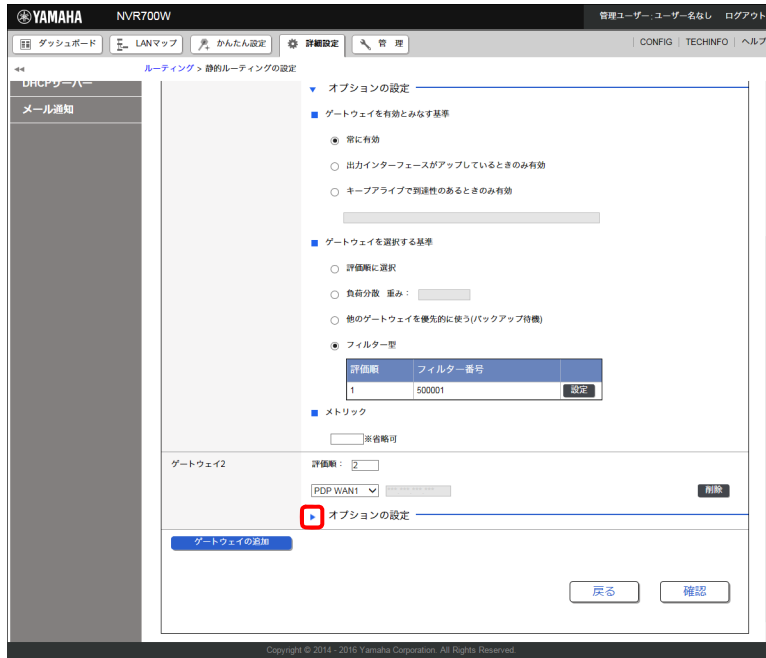 YAMAHA NVR700W 管理ユーザー: ユーザー名なし ログアウト
ダッシュボード LANマップ かんたん設定 詳細設定 管 理 CONFIG | TECHINFO | ヘルプ
◂◂ ルーティング > 静的ルーティングの設定
DHCPサーバー
メール通知
オプションの設定
ゲートウェイを有効とみなす基準
常に有効
出力インターフェースがアップしているときのみ有効
キープアライブで到達性のあるときのみ有効
ゲートウェイを選択する基準
評価順に選択
負荷分散 重み :
他のゲートウェイを優先的に使う(バックアップ待機)
フィルター型
評価順 フィルター番号
1 500001 設定
メトリック
※省略可
ゲートウェイ2 評価順 : 2
PDP WAN1 削除
オプションの設定
ゲートウェイの追加
戻る 確認
Copyright © 2014 - 2016 Yamaha Corporation. All Rights Reserved.